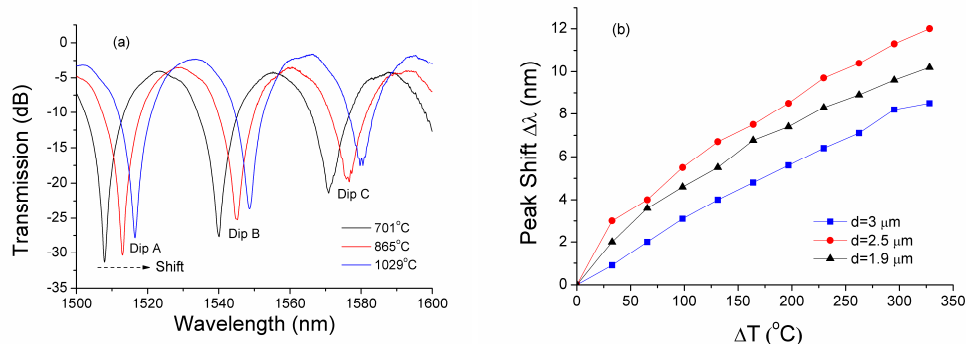 (a)
0
-5
-10
-15
-20
-25
-30
-35
Transmission (dB)
Dip A
Dip B
Dip C
Shift
701°C
865°C
1029°C
1500 1520 1540 1560 1580 1600
Wavelength (nm)
(b)
12
10
8
6
4
2
0
Peak Shift Δλ (nm)
d=3 μm
d=2.5 μm
d=1.9 μm
0 50 100 150 200 250 300 350
ΔT (°C)